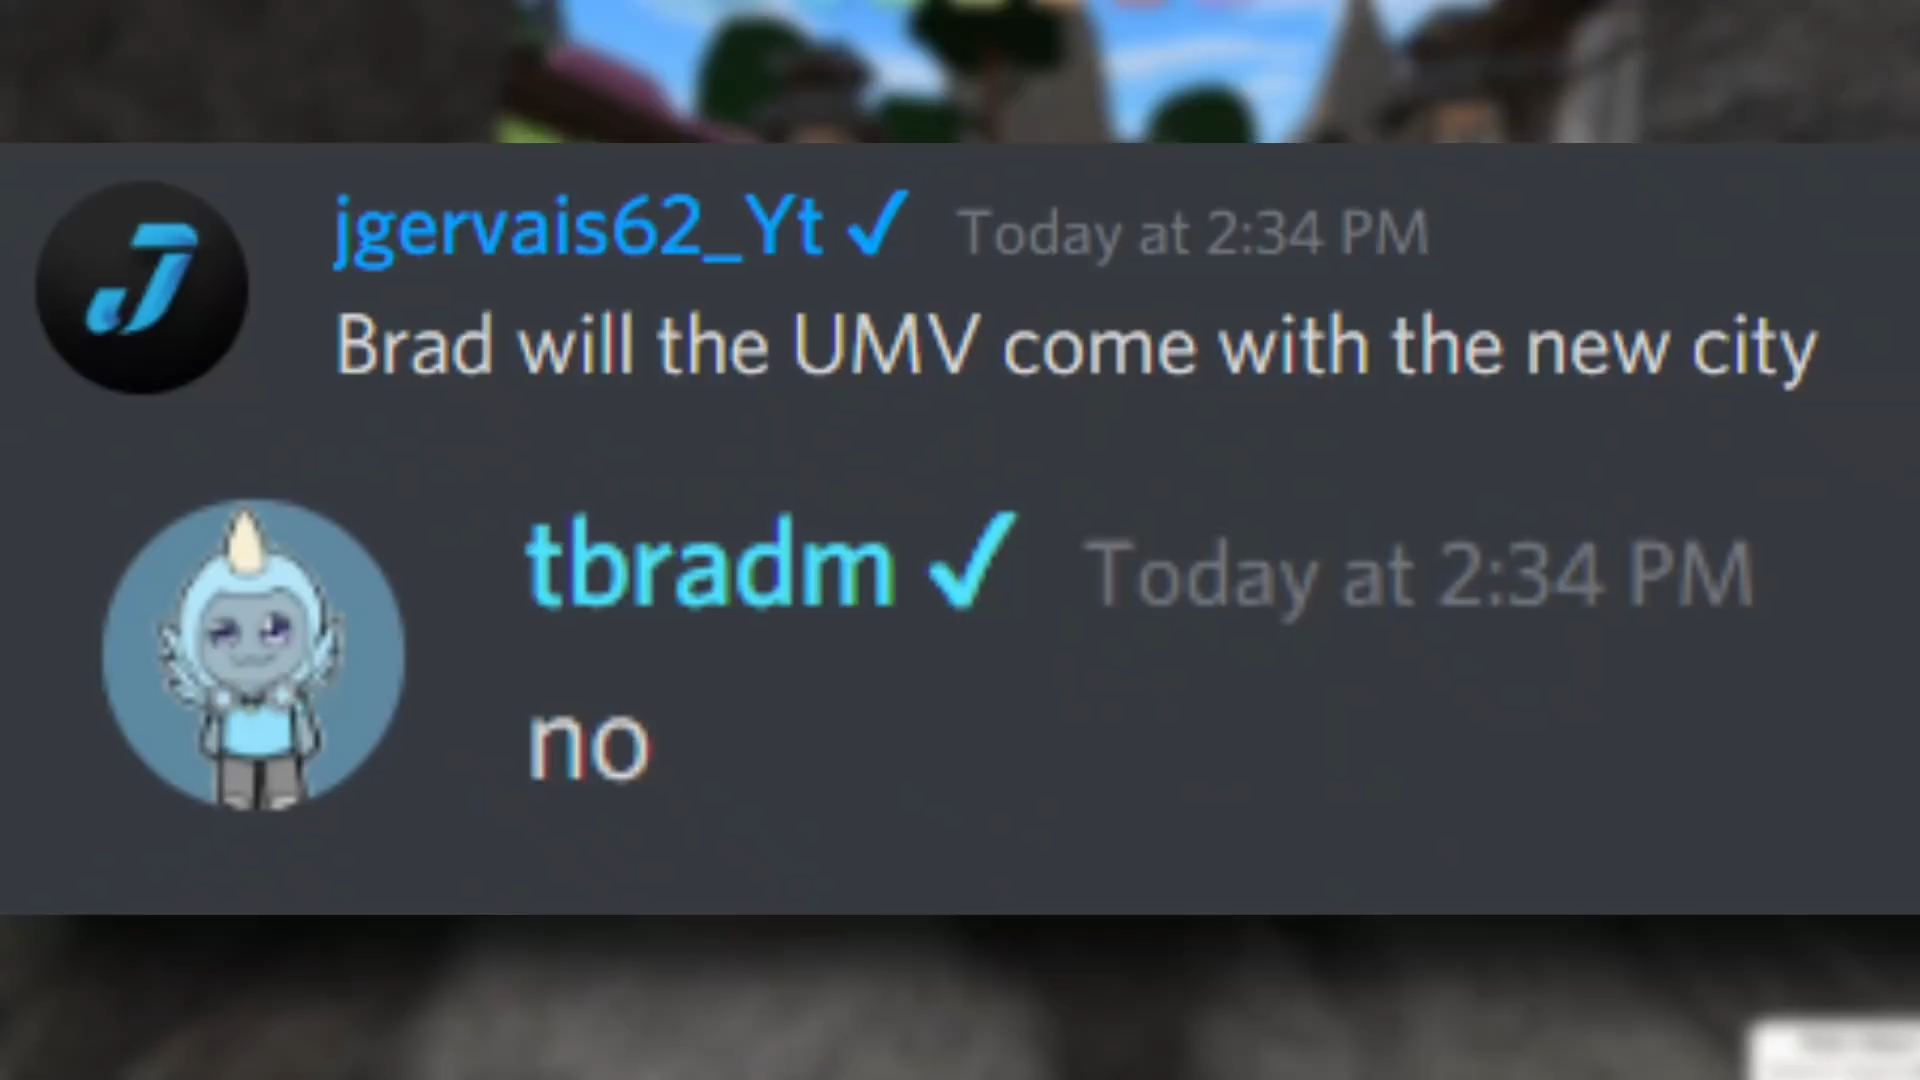 J
jgervais62_Yt ✓ Today at 2:34 PM
Brad will the UMV come with the new city
tbradm ✓ Today at 2:34 PM
no